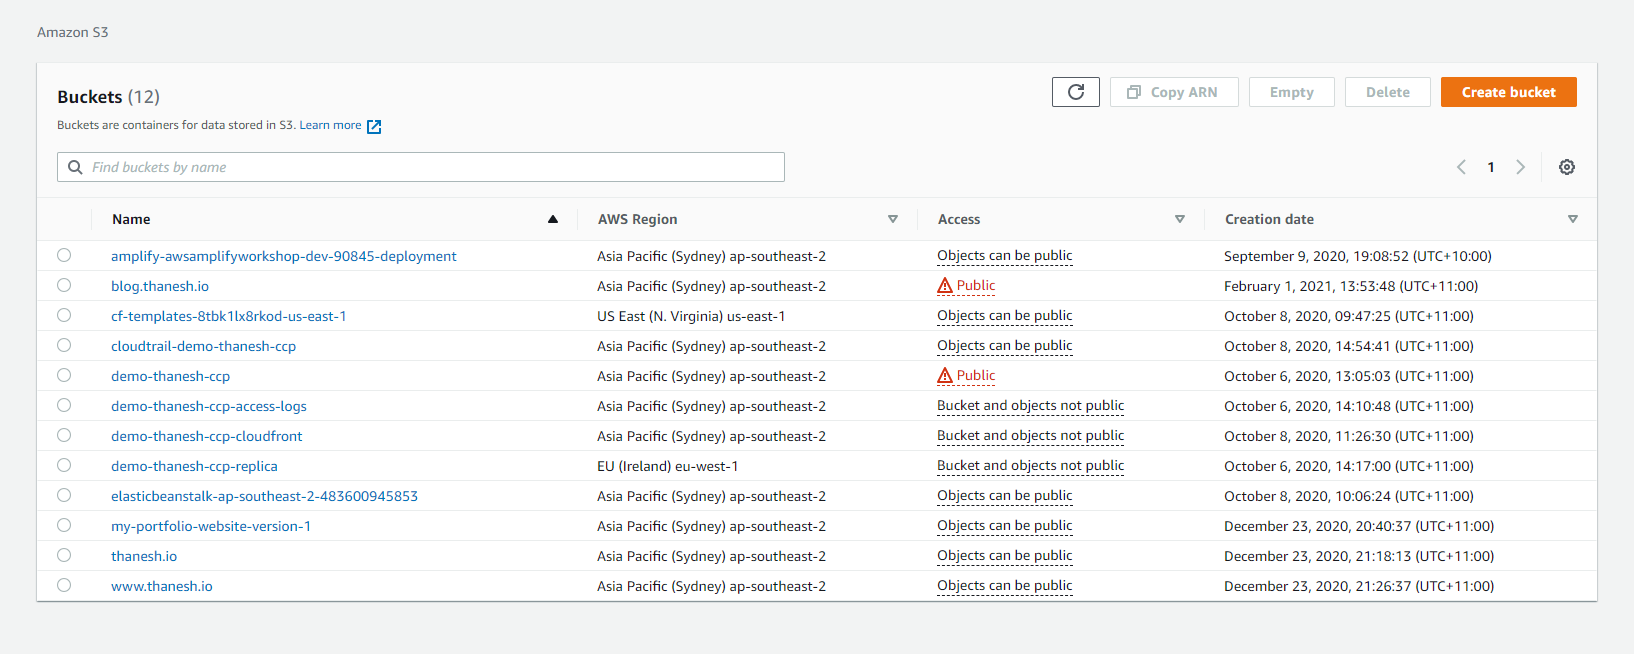 Amazon S3
Buckets (12)
Copy ARN
Empty
Delete
Create bucket
Buckets are containers for data stored in S3. Learn more
Find buckets by name
1
Name AWS Region Access Creation date
amplify-awsamplifyworkshop-dev-90845-deployment Asia Pacific (Sydney) ap-southeast-2 Objects can be public September 9, 2020, 19:08:52 (UTC+10:00)
blog.thanesh.io Asia Pacific (Sydney) ap-southeast-2 Public February 1, 2021, 13:53:48 (UTC+11:00)
cf-templates-8tbk1lx8rkod-us-east-1 US East (N. Virginia) us-east-1 Objects can be public October 8, 2020, 09:47:25 (UTC+11:00)
cloudtrail-demo-thanesh-ccp Asia Pacific (Sydney) ap-southeast-2 Objects can be public October 8, 2020, 14:54:41 (UTC+11:00)
demo-thanesh-ccp Asia Pacific (Sydney) ap-southeast-2 Public October 6, 2020, 13:05:03 (UTC+11:00)
demo-thanesh-ccp-access-logs Asia Pacific (Sydney) ap-southeast-2 Bucket and objects not public October 6, 2020, 14:10:48 (UTC+11:00)
demo-thanesh-ccp-cloudfront Asia Pacific (Sydney) ap-southeast-2 Bucket and objects not public October 8, 2020, 11:26:30 (UTC+11:00)
demo-thanesh-ccp-replica EU (Ireland) eu-west-1 Bucket and objects not public October 6, 2020, 14:17:00 (UTC+11:00)
elasticbeanstalk-ap-southeast-2-483600945853 Asia Pacific (Sydney) ap-southeast-2 Objects can be public October 8, 2020, 10:06:24 (UTC+11:00)
my-portfolio-website-version-1 Asia Pacific (Sydney) ap-southeast-2 Objects can be public December 23, 2020, 20:40:37 (UTC+11:00)
thanesh.io Asia Pacific (Sydney) ap-southeast-2 Objects can be public December 23, 2020, 21:18:13 (UTC+11:00)
www.thanesh.io Asia Pacific (Sydney) ap-southeast-2 Objects can be public December 23, 2020, 21:26:37 (UTC+11:00)